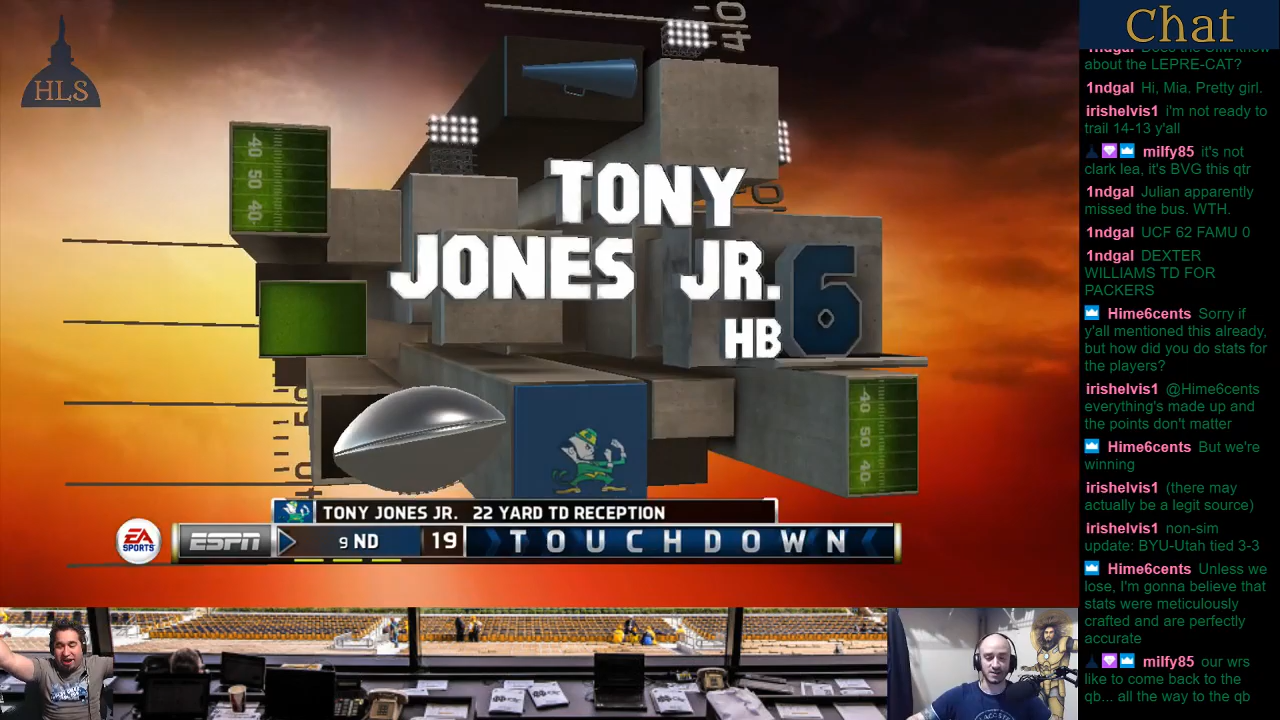 HLS
40 50 40
TONY
JONES JR.
HB
6
40 50 40
TONY JONES JR. 22 YARD TD RECEPTION
EA SPORTS
ESPN
9 ND 19 TOUCHDOWN
Chat
about the LEPRE-CAT?
1ndgal Hi, Mia. Pretty girl.
irishelvis1 i'm not ready to
trail 14-13 y'all
milfy85 it's not
clark lea, it's BVG this qtr
1ndgal Julian apparently
missed the bus. WTH.
1ndgal UCF 62 FAMU 0
1ndgal DEXTER
WILLIAMS TD FOR
PACKERS
Hime6cents Sorry if
y'all mentioned this already,
but how did you do stats for
the players?
irishelvis1 @Hime6cents
everything's made up and
the points don't matter
Hime6cents But we're
winning
irishelvis1 (there may
actually be a legit source)
irishelvis1 non-sim
update: BYU-Utah tied 3-3
Hime6cents Unless we
lose, I'm gonna believe that
stats were meticulously
crafted and are perfectly
accurate
milfy85 our wrs
like to come back to the
qb... all the way to the qb